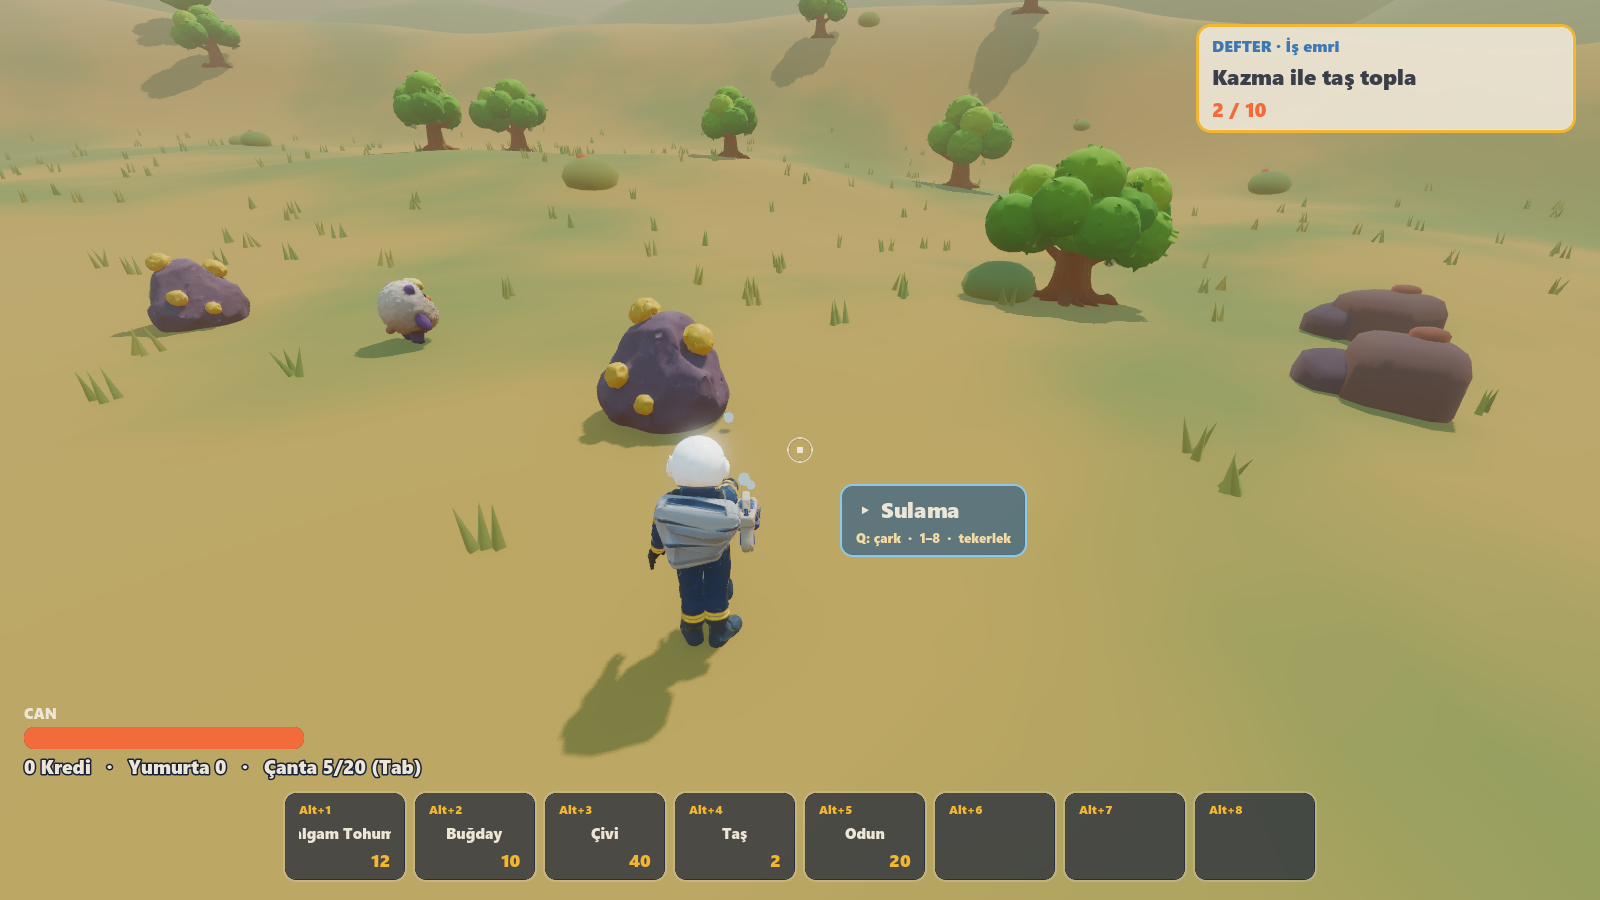 DEFTER · İş emri
Kazma ile taş topla
2 / 10
Sulama
Q: çark · 1–8 · tekerlek
CAN
0 Kredi · Yumurta 0 · Çanta 5/20 (Tab)
Alt+1 Alt+2 Alt+3 Alt+4 Alt+5 Alt+6 Alt+7 Alt+8
lgam Tohum Buğday Çivi Taş Odun
12 10 40 2 20